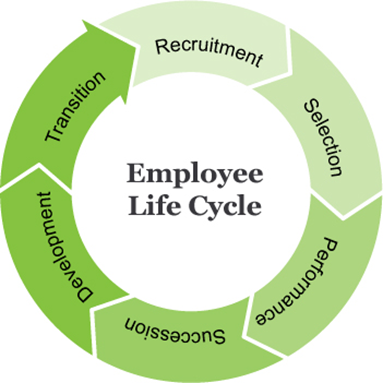 Employee
Life Cycle
Recruitment
Selection
Performance
Succession
Development
Transition